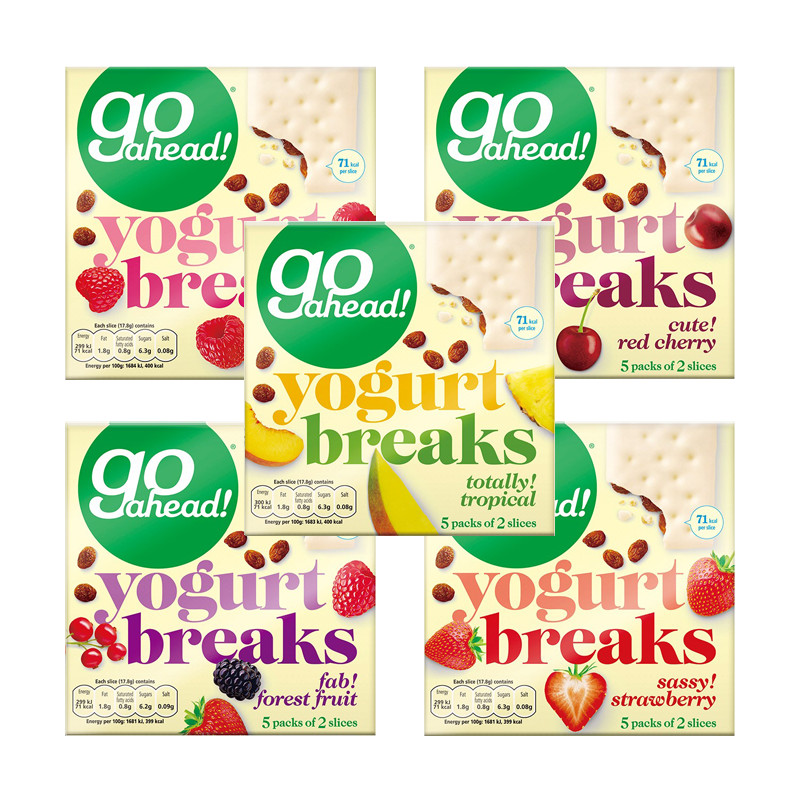 go
ahead!
®
71 kcal
per slice
yogurt
brea
Each slice (17.8g) contains
Energy Fat Saturated fatty acids Sugars Salt
299 kJ
71 kcal 1.8g 0.8g 6.3g 0.08g
Energy per 100g: 1684 kJ, 400 kcal
go
ahead!
®
71 kcal
per slice
yogurt
eaks
cute!
red cherry
5 packs of 2 slices
go
ahead!
®
71 kcal
per slice
yogurt
breaks
totally!
tropical
Each slice (17.8g) contains
Energy Fat Saturated fatty acids Sugars Salt
300 kJ
71 kcal 1.8g 0.8g 6.3g 0.08g
Energy per 100g: 1683 kJ, 400 kcal
5 packs of 2 slices
go
ahead!
yogurt
breaks
fab!
forest fruit
Each slice (17.8g) contains
Energy Fat Saturated fatty acids Sugars Salt
299 kJ
71 kcal 1.8g 0.8g 6.2g 0.09g
Energy per 100g: 1681 kJ, 399 kcal
5 packs of 2 slices
d!
®
71 kcal
per slice
yogurt
breaks
sassy!
strawberry
Each slice (17.8g) contains
Energy Fat Saturated fatty acids Sugars Salt
299 kJ
71 kcal 1.8g 0.8g 6.3g 0.08g
Energy per 100g: 1681 kJ, 399 kcal
5 packs of 2 slices